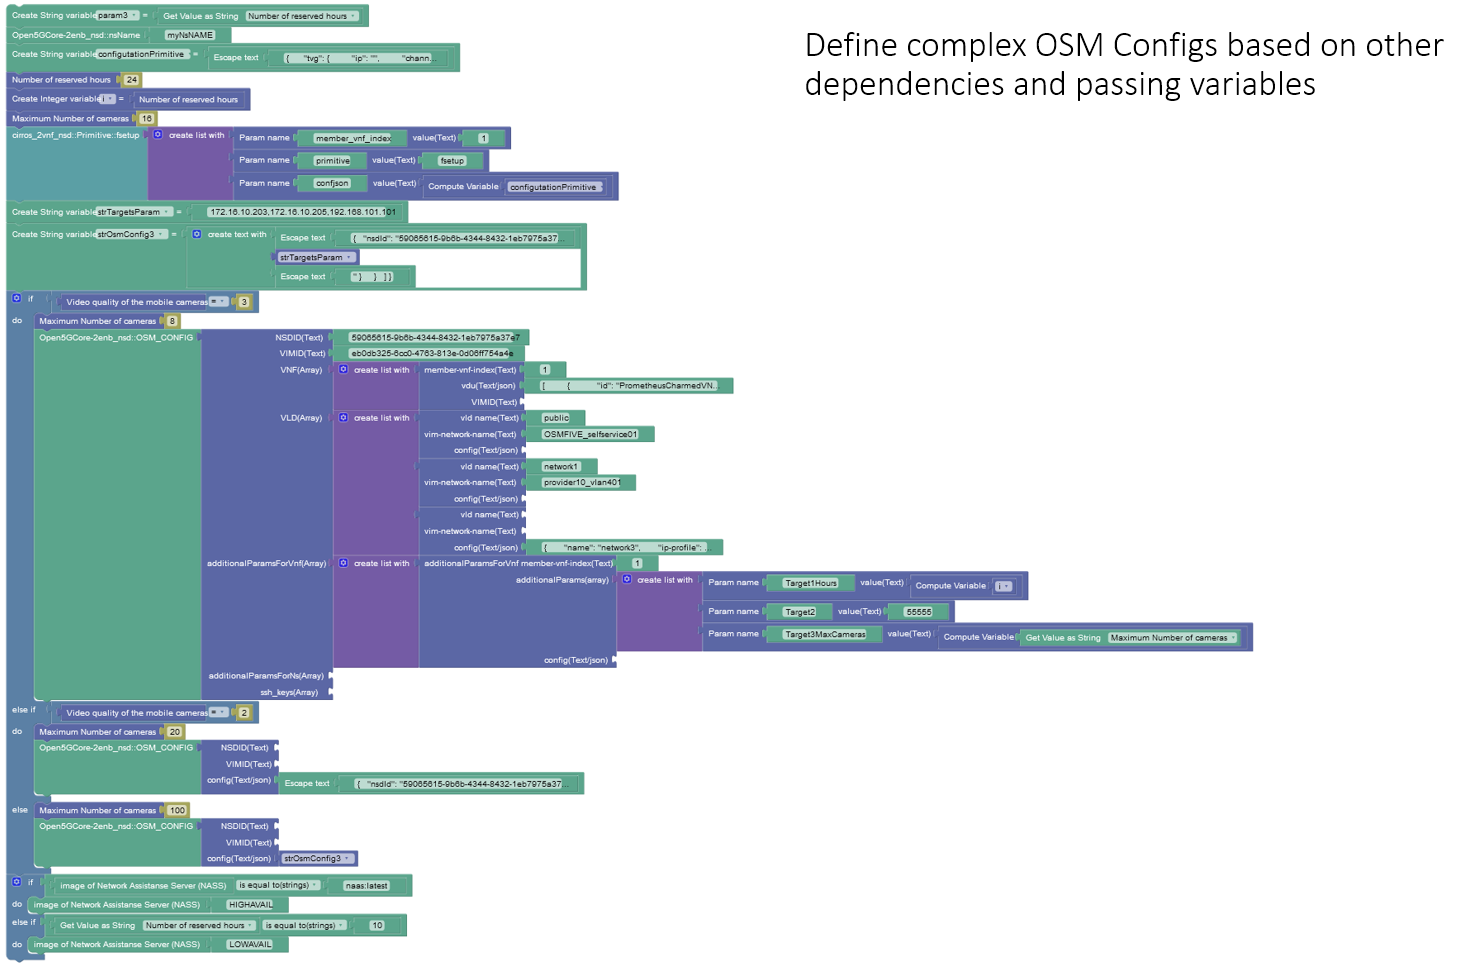 Define complex OSM Configs based on other
dependencies and passing variables
Create String variable param3 = Get Value as String Number of reserved hours
Open5GCore-2enb_nsd::nsName myNsNAME
Create String variable configutationPrimitive = Escape text { "tvg": { "ip": "", "chann...
Number of reserved hours 24
Create Integer variable i = Number of reserved hours
Maximum Number of cameras 16
cirros_2vnf_nsd::Primitive::fsetup create list with Param name member_vnf_index value(Text) 1
Param name primitive value(Text) fsetup
Param name confjson value(Text) Compute Variable configutationPrimitive
Create String variable strTargetsParam = 172.16.10.203,172.16.10.205,192.168.101.101
Create String variable strOsmConfig3 = create text with Escape text { "nsdId": "59065615-9b6b-4344-8432-1eb7975a37...
strTargetsParam
Escape text " } } ] }
if Video quality of the mobile cameras = 3
do Maximum Number of cameras 8
Open5GCore-2enb_nsd::OSM_CONFIG NSDID(Text) 59065615-9b6b-4344-8432-1eb7975a37e7
VIMID(Text) eb0db325-6cc0-4763-813e-0d06ff754a4e
VNF(Array) create list with member-vnf-index(Text) 1
vdu(Text/json) [ { "id": "PrometheusCharmedVN...
VIMID(Text)
VLD(Array) create list with vld name(Text) public
vim-network-name(Text) OSMFIVE_selfservice01
config(Text/json)
vld name(Text) network1
vim-network-name(Text) provider10_vlan401
config(Text/json)
vld name(Text)
vim-network-name(Text)
config(Text/json) { "name": "network3", "ip-profile": ...
additionalParamsForVnf(Array) create list with additionalParamsForVnf member-vnf-index(Text) 1
additionalParams(array) create list with Param name Target1Hours value(Text) Compute Variable i
Param name Target2 value(Text) 55555
Param name Target3MaxCameras value(Text) Compute Variable Get Value as String Maximum Number of cameras
config(Text/json)
additionalParamsForNs(Array)
ssh_keys(Array)
else if Video quality of the mobile cameras = 2
do Maximum Number of cameras 20
Open5GCore-2enb_nsd::OSM_CONFIG NSDID(Text)
VIMID(Text)
config(Text/json) Escape text { "nsdId": "59065615-9b6b-4344-8432-1eb7975a37...
else Maximum Number of cameras 100
Open5GCore-2enb_nsd::OSM_CONFIG NSDID(Text)
VIMID(Text)
config(Text/json) strOsmConfig3
if image of Network Assistanse Server (NASS) is equal to(strings) naas:latest
do image of Network Assistanse Server (NASS) HIGHAVAIL
else if Get Value as String Number of reserved hours is equal to(strings) 10
do image of Network Assistanse Server (NASS) LOWAVAIL